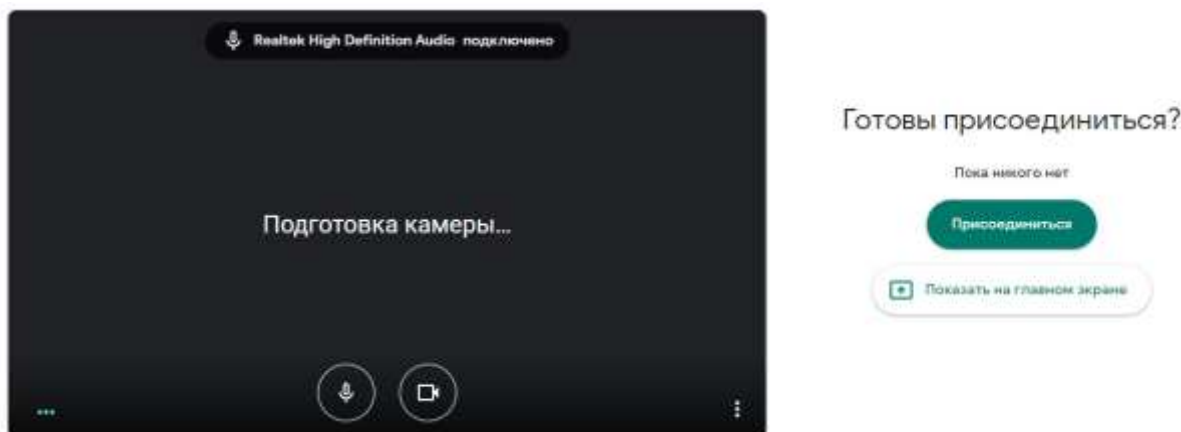 Realtek High Definition Audio подключено
Подготовка камеры...
Готовы присоединиться?
Пока никого нет
Присоединиться
Показать на главном экране